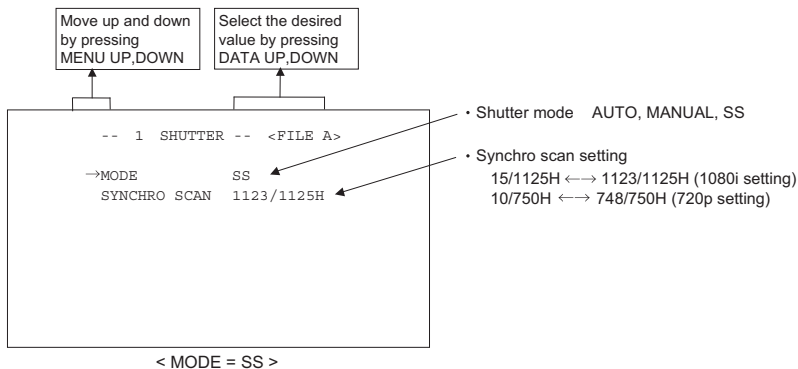 Move up and down
by pressing
MENU UP,DOWN
Select the desired
value by pressing
DATA UP,DOWN
-- 1 SHUTTER -- <FILE A>
→MODE SS
SYNCHRO SCAN 1123/1125H
・Shutter mode AUTO, MANUAL, SS
・Synchro scan setting
15/1125H ←→ 1123/1125H (1080i setting)
10/750H ←→ 748/750H (720p setting)
< MODE = SS >